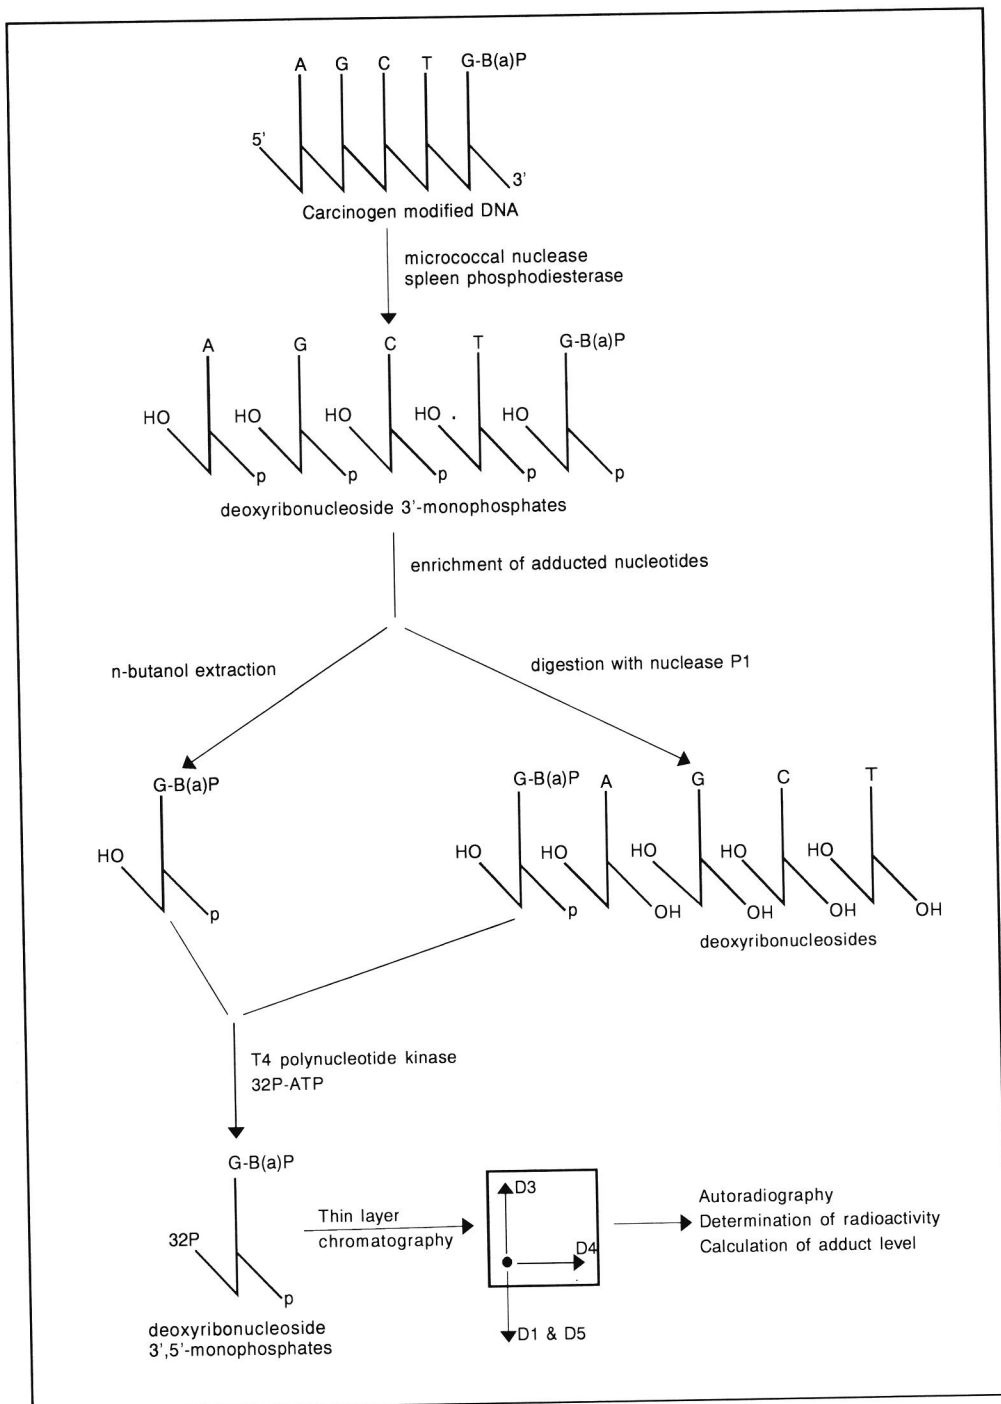 A G C T G-B(a)P
5'
3'
Carcinogen modified DNA
micrococcal nuclease
spleen phosphodiesterase
A G C T G-B(a)P
HO HO HO HO HO
p p p p p
deoxyribonucleoside 3'-monophosphates
enrichment of adducted nucleotides
n-butanol extraction
digestion with nuclease P1
G-B(a)P
HO
p
G-B(a)P A G C T
HO HO HO HO HO
p OH OH OH OH
deoxyribonucleosides
T4 polynucleotide kinase
32P-ATP
G-B(a)P
32P
p
deoxyribonucleoside
3',5'-monophosphates
Thin layer
chromatography
D3
D4
D1 & D5
Autoradiography
Determination of radioactivity
Calculation of adduct level